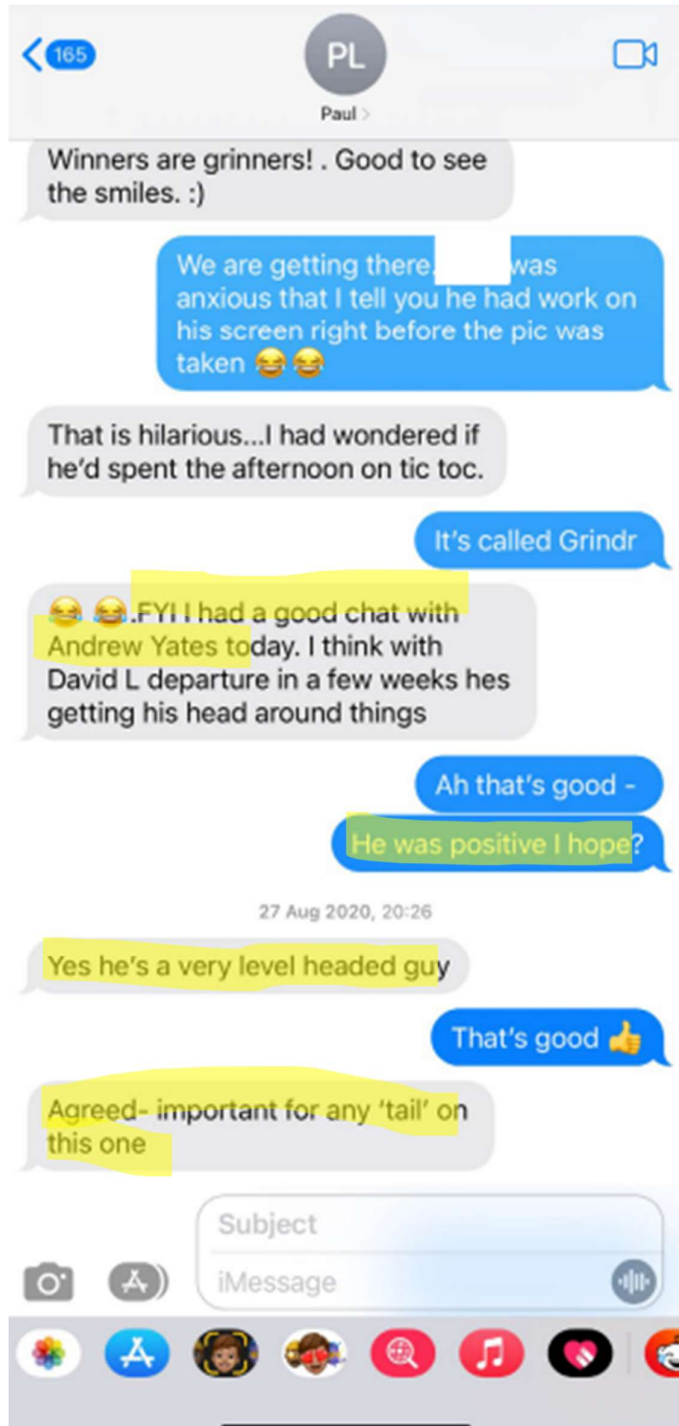 165
PL
Paul
Winners are grinners! . Good to see
the smiles. :)
We are getting there. was
anxious that I tell you he had work on
his screen right before the pic was
taken 😂 😂
That is hilarious...I had wondered if
he'd spent the afternoon on tic toc.
It's called Grindr
😂 😂.FYI I had a good chat with
Andrew Yates today. I think with
David L departure in a few weeks hes
getting his head around things
Ah that's good -
He was positive I hope?
27 Aug 2020, 20:26
Yes he's a very level headed guy
That's good 👍
Agreed- important for any 'tail' on
this one
Subject
iMessage